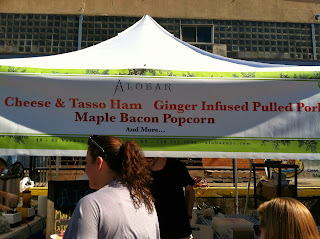 ALOBAR
Cheese & Tasso Ham Ginger Infused Pulled Pork
Maple Bacon Popcorn
And More...